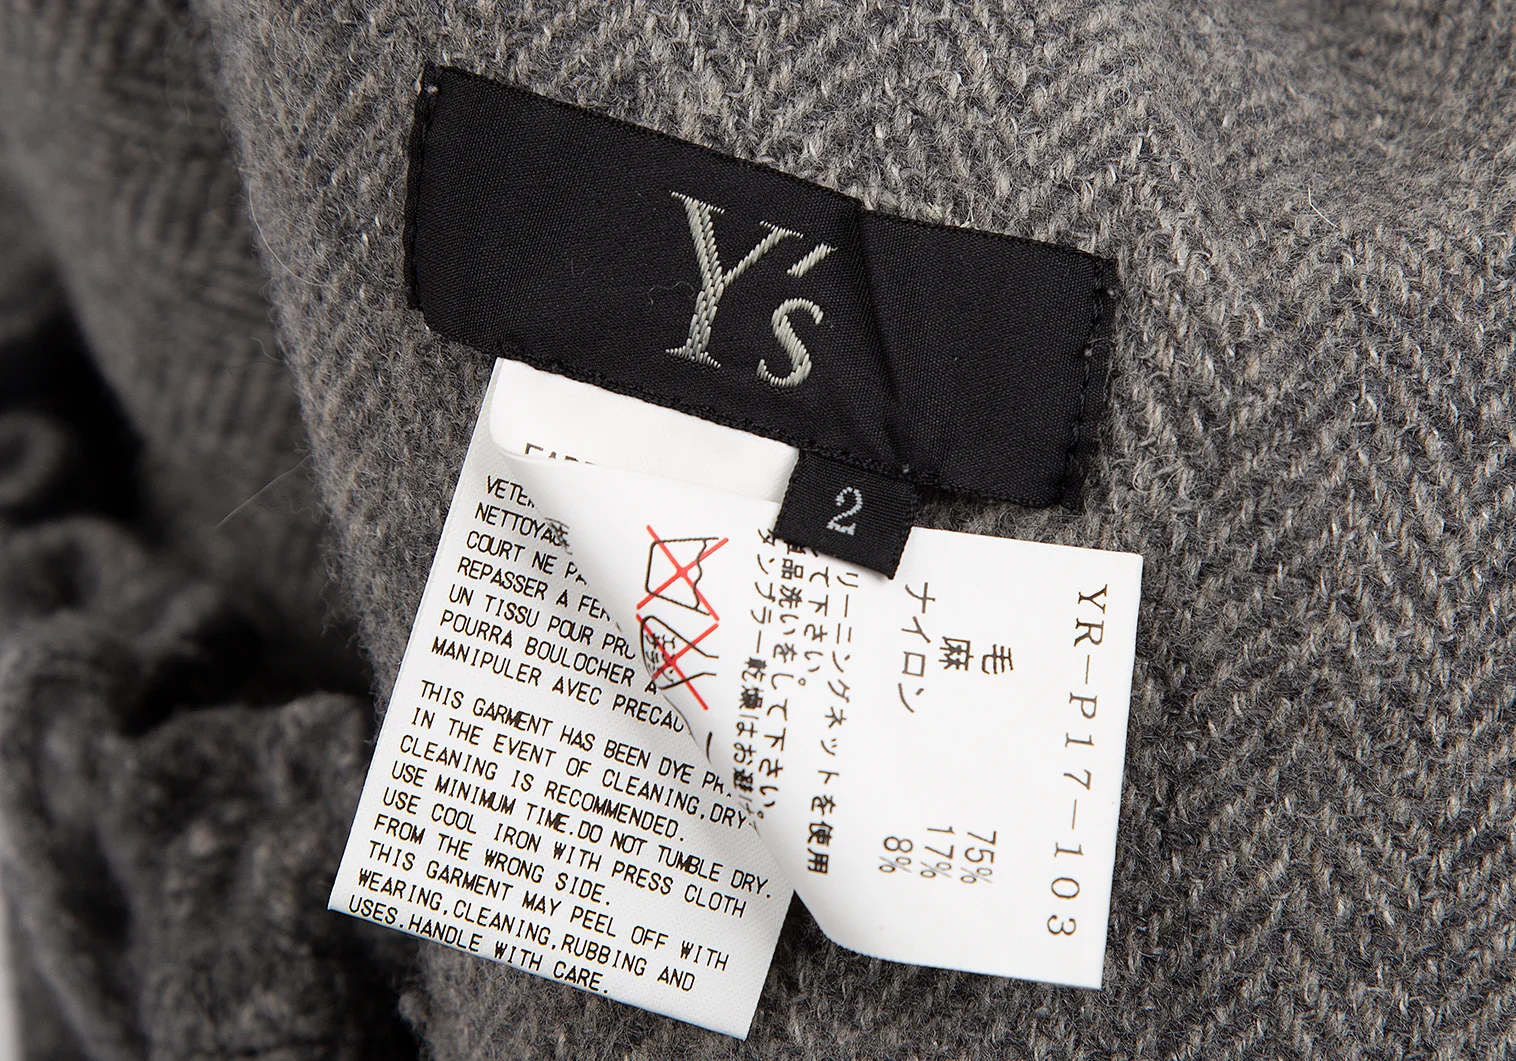 Y's
2
VETE
NETTOYA
COURT NE PA
REPASSER A FER
UN TISSU POUR PRO
POURRA BOULOCHER A
MANIPULER AVEC PRECAU
THIS GARMENT HAS BEEN DYE PR
IN THE EVENT OF CLEANING,DRY-
CLEANING IS RECOMMENDED.
USE MINIMUM TIME.DO NOT TUMBLE DRY.
USE COOL IRON WITH PRESS CLOTH
FROM THE WRONG SIDE.
THIS GARMENT MAY PEEL OFF WITH
WEARING,CLEANING,RUBBING AND
USES.HANDLE WITH CARE.
YR-P17-103
毛 75%
麻 17%
ナイロン 8%
リーニングネットを使用
て下さい。
単品洗いをして下さい。
タンブラー乾燥はお避け